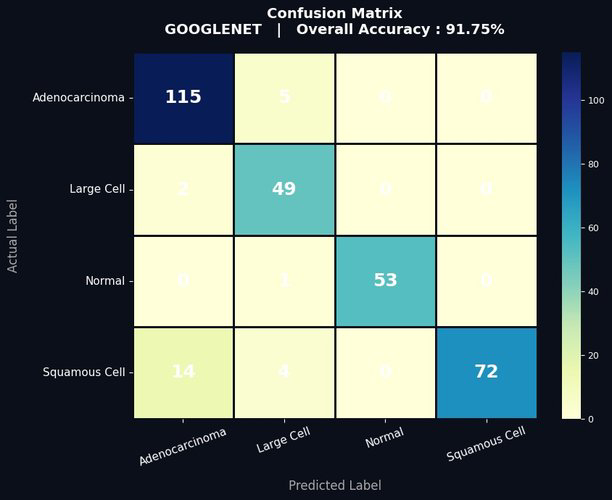 Confusion Matrix
GOOGLENET | Overall Accuracy : 91.75%
Adenocarcinoma 115 5 0 0
Large Cell 2 49 0 0
Normal 0 1 53 0
Squamous Cell 14 4 0 72
Adenocarcinoma Large Cell Normal Squamous Cell
Predicted Label
Actual Label
100
80
60
40
20
0